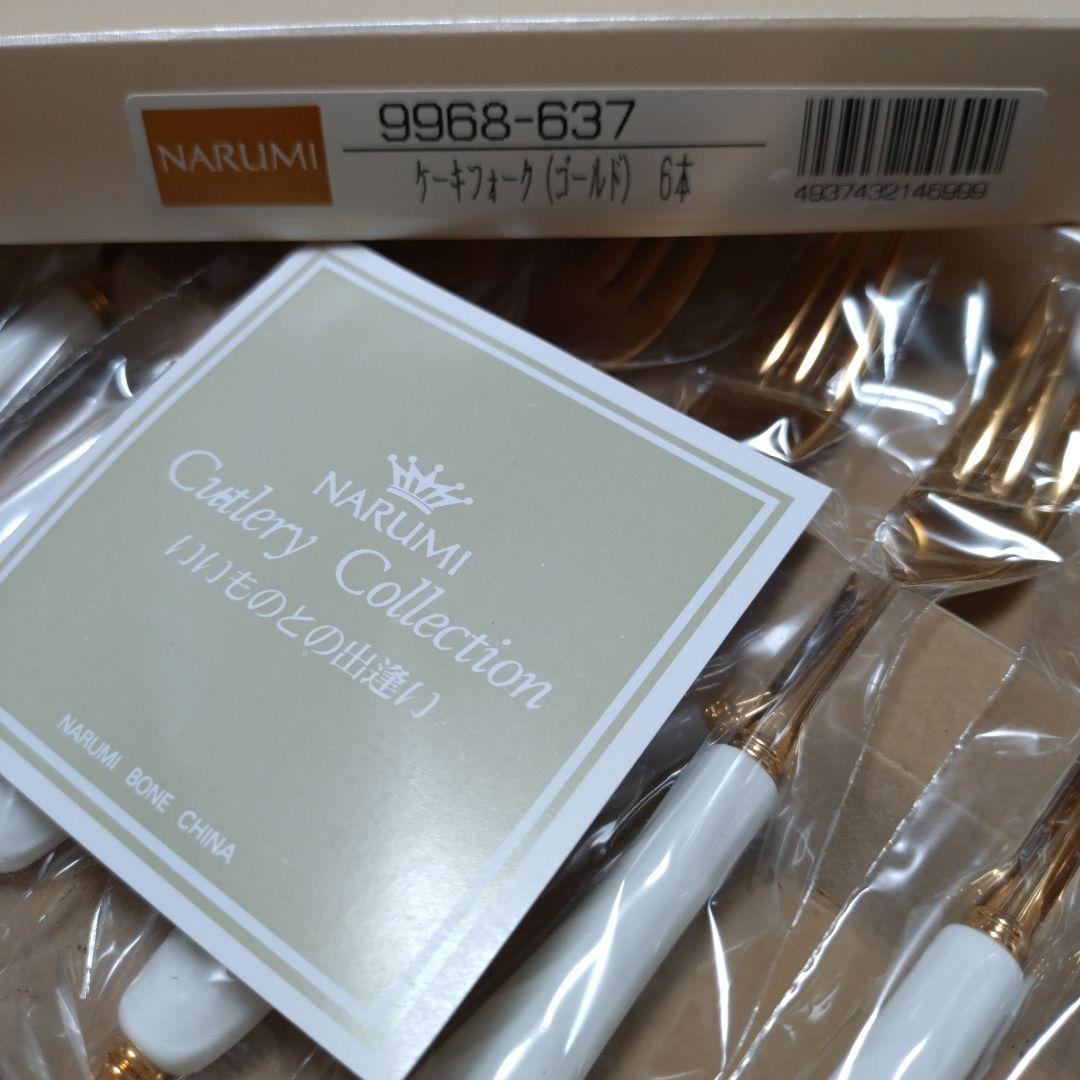 NARUMI
9968-637
ケーキフォーク(ゴールド) 6本
4937432146999
NARUMI
Cutlery Collection
いいものとの出逢い
NARUMI BONE CHINA